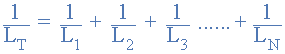 1/L_T = 1/L_1 + 1/L_2 + 1/L_3 ...... + 1/L_N